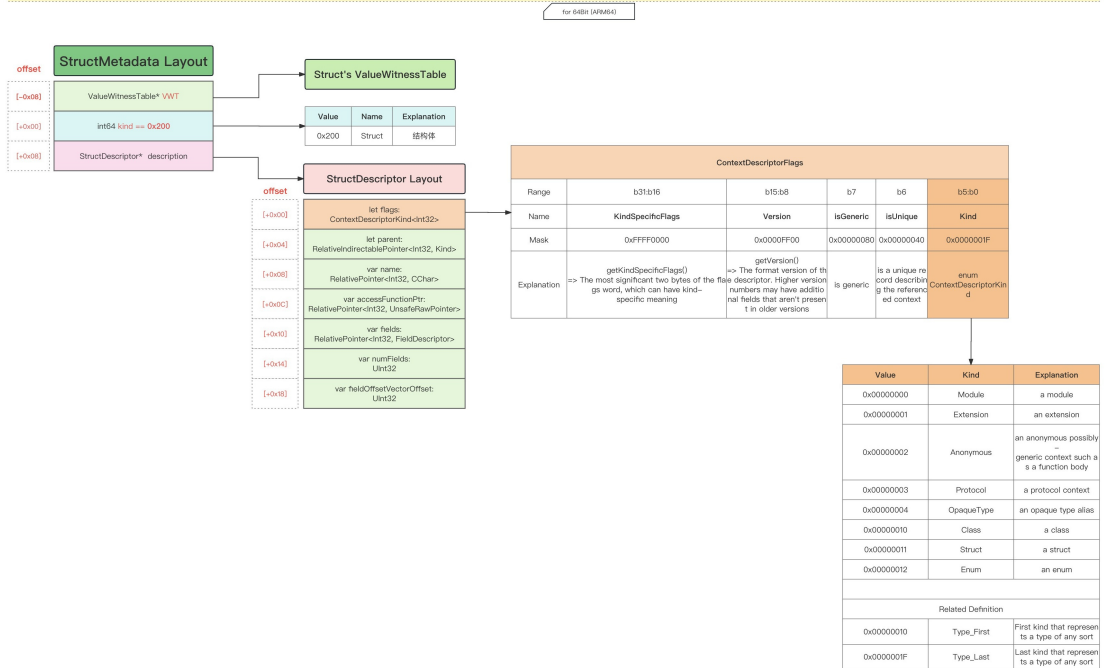 for 64Bit (ARM64)
offset
StructMetadata Layout
[-0x08]
ValueWitnessTable* VWT
[+0x00]
int64 kind == 0x200
[+0x08]
StructDescriptor* description
Struct's ValueWitnessTable
Value Name Explanation
0x200 Struct 结构体
StructDescriptor Layout
offset
[+0x00]
let flags:
ContextDescriptorKind<Int32>
[+0x04]
let parent:
RelativeIndirectablePointer<Int32, Kind>
[+0x08]
var name:
RelativePointer<Int32, CChar>
[+0x0C]
var accessFunctionPtr:
RelativePointer<Int32, UnsafeRawPointer>
[+0x10]
var fields:
RelativePointer<Int32, FieldDescriptor>
[+0x14]
var numFields:
UInt32
[+0x18]
var fieldOffsetVectorOffset:
UInt32
ContextDescriptorFlags
Range b31:b16 b15:b8 b7 b6 b5:b0
Name KindSpecificFlags Version isGeneric isUnique Kind
Mask 0xFFFF0000 0x0000FF00 0x00000080 0x00000040 0x0000001F
Explanation
getKindSpecificFlags()
=> The most significant two bytes of the fla
gs word, which can have kind-
specific meaning
getVersion()
=> The format version of th
e descriptor. Higher version
numbers may have additio
nal fields that aren't presen
t in older versions
is generic
is a unique re
cord describin
g the referenc
ed context
enum
ContextDescriptorKin
d
Value Kind Explanation
0x00000000 Module a module
0x00000001 Extension an extension
0x00000002 Anonymous
an anonymous possibly
-
generic context such a
s a function body
0x00000003 Protocol a protocol context
0x00000004 OpaqueType an opaque type alias
0x00000010 Class a class
0x00000011 Struct a struct
0x00000012 Enum an enum
Related Definition
0x00000010 Type_First
First kind that represen
ts a type of any sort
0x0000001F Type_Last
Last kind that represen
ts a type of any sort